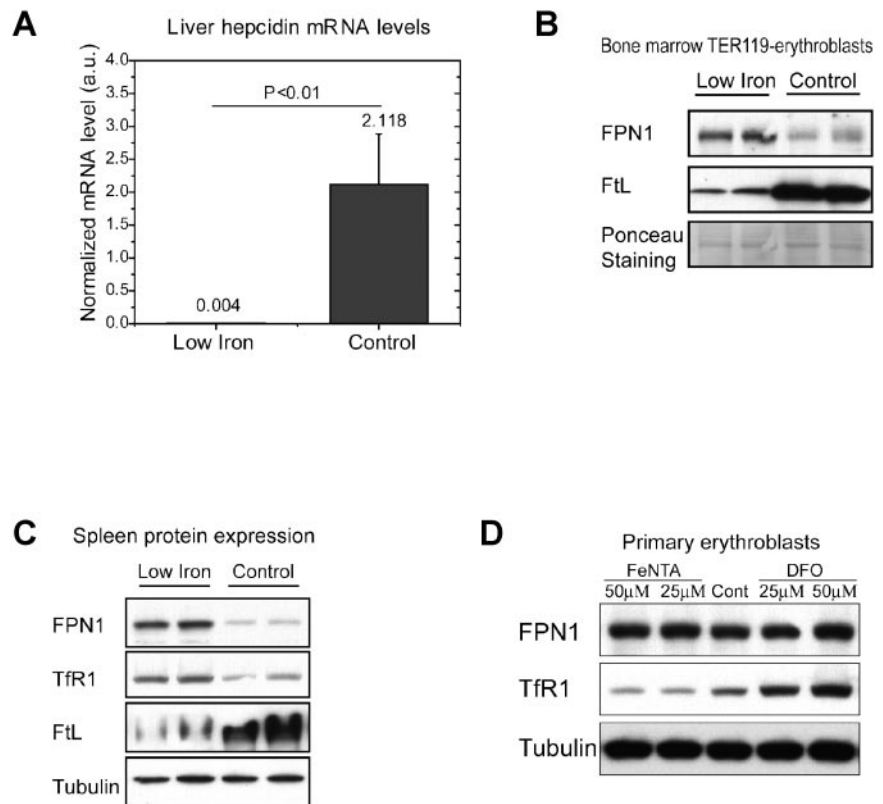 A
Liver hepcidin mRNA levels
Normalized mRNA level (a.u.)
4.0
3.5
3.0
2.5
2.0
1.5
1.0
0.5
0.0
P<0.01
2.118
0.004
Low Iron Control
B
Bone marrow TER119-erythroblasts
Low Iron Control
FPN1
FtL
Ponceau
Staining
C
Spleen protein expression
Low Iron Control
FPN1
TfR1
FtL
Tubulin
D
Primary erythroblasts
FeNTA DFO
50µM 25µM Cont 25µM 50µM
FPN1
TfR1
Tubulin